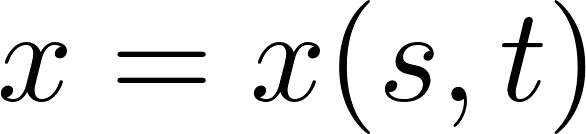 x = x(s, t)